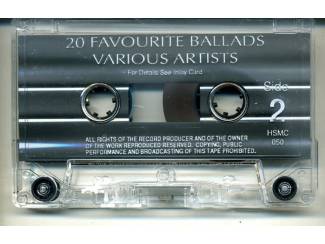 20 FAVOURITE BALLADS
VARIOUS ARTISTS
- For Details See Inlay Card
Side
2
HSMC
050
ALL RIGHTS OF THE RECORD PRODUCER AND OF THE OWNER
OF THE WORK REPRODUCED RESERVED. COPYING, PUBLIC
PERFORMANCE AND BROADCASTING OF THIS TAPE PROHIBITED.